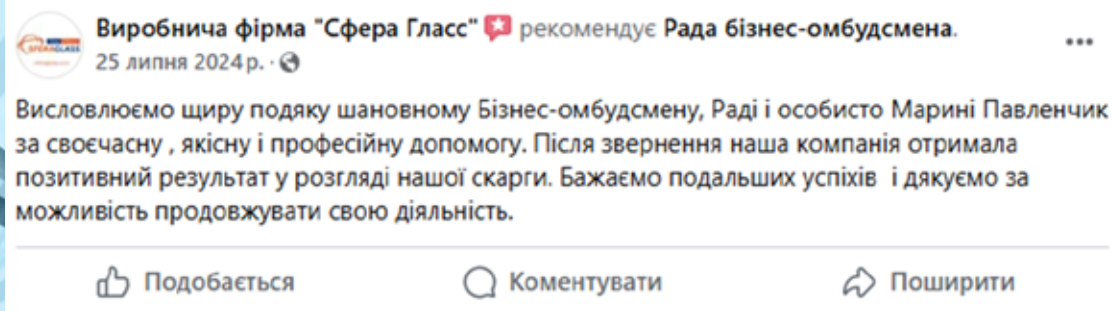 Виробнича фірма "Сфера Гласс" рекомендує Рада бізнес-омбудсмена.
25 липня 2024 р. ·
Висловлюємо щиру подяку шановному Бізнес-омбудсмену, Раді і особисто Марині Павленчик
за своєчасну , якісну і професійну допомогу. Після звернення наша компанія отримала
позитивний результат у розгляді нашої скарги. Бажаємо подальших успіхів і дякуємо за
можливість продовжувати свою діяльність.
Подобається Коментувати Поширити